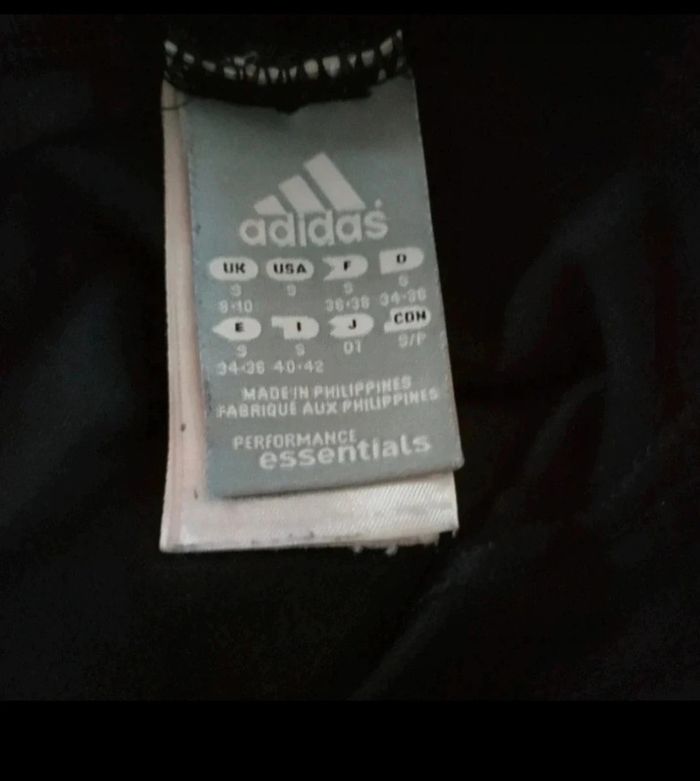 adidas
UK USA F D
S S S S
8-10 36-38 34-36
E I J CDN
S S OT S/P
34-36 40-42
MADE IN PHILIPPINES
FABRIQUÉ AUX PHILIPPINES
PERFORMANCE
essentials